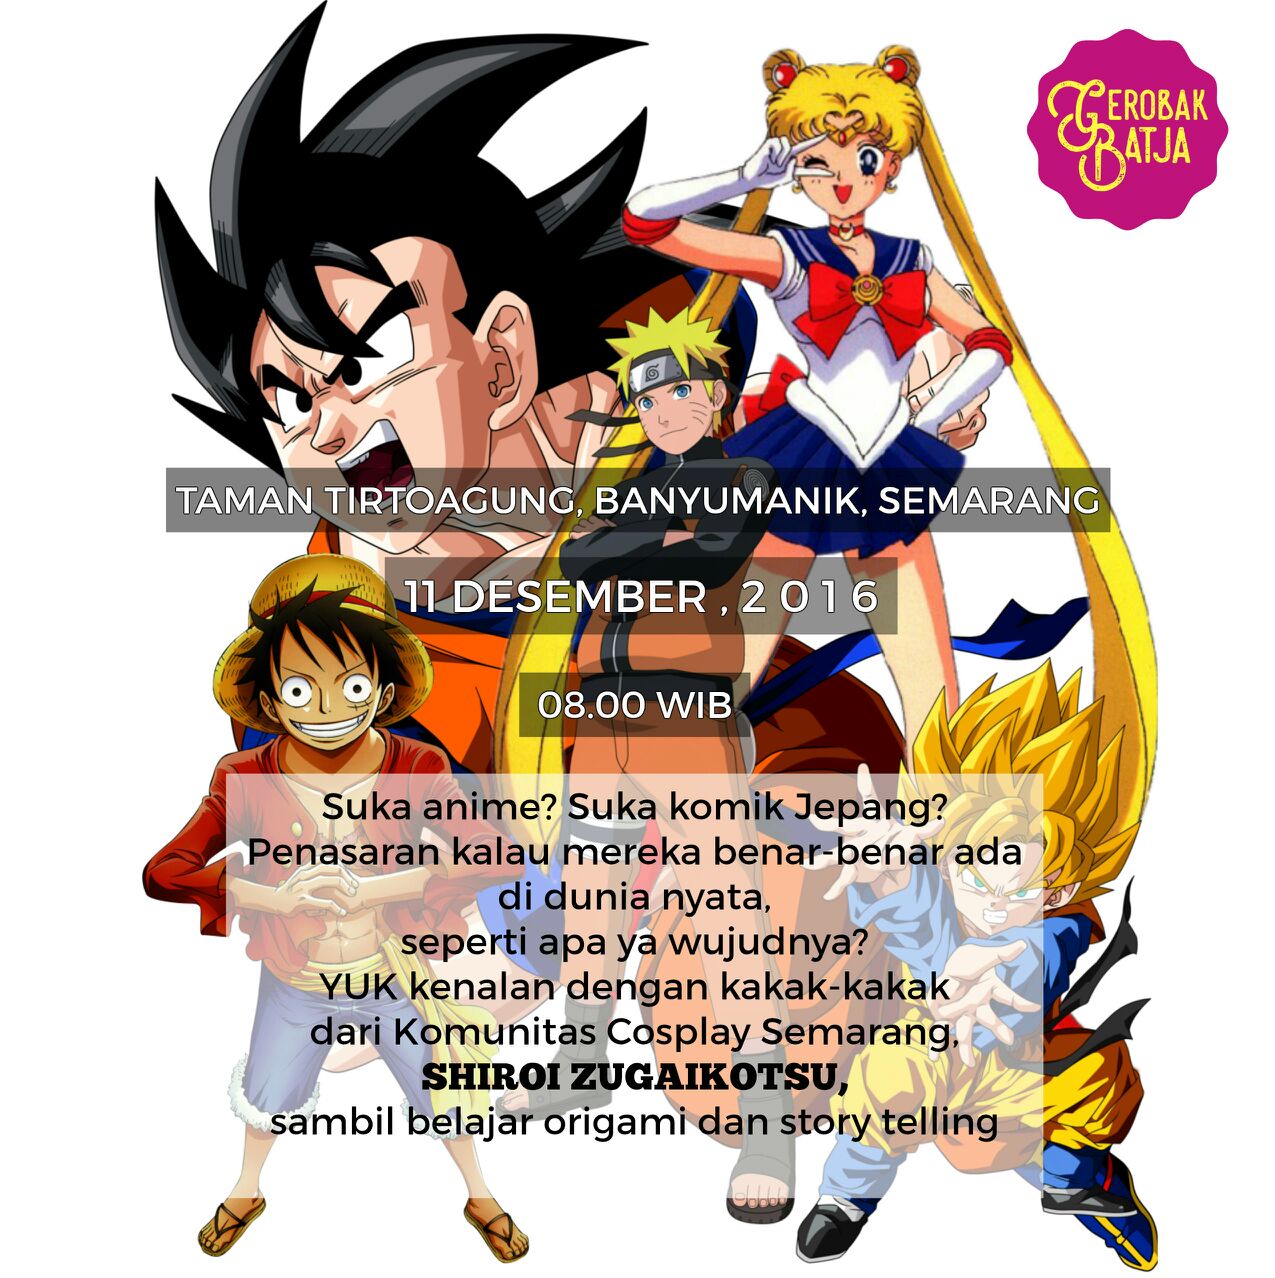 GEROBAK
BATJA
TAMAN TIRTOAGUNG, BANYUMANIK, SEMARANG
11 DESEMBER , 2 0 1 6
08.00 WIB
Suka anime? Suka komik Jepang?
Penasaran kalau mereka benar-benar ada
di dunia nyata,
seperti apa ya wujudnya?
YUK kenalan dengan kakak-kakak
dari Komunitas Cosplay Semarang,
SHIROI ZUGAIKOTSU,
sambil belajar origami dan story telling